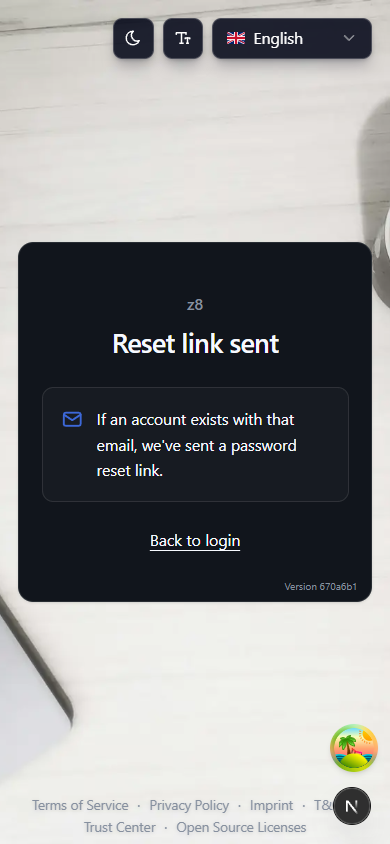 English
z8
Reset link sent
If an account exists with that
email, we've sent a password
reset link.
Back to login
Version 670a6b1
Terms of Service · Privacy Policy · Imprint ·
N
Trust Center · Open Source Licenses